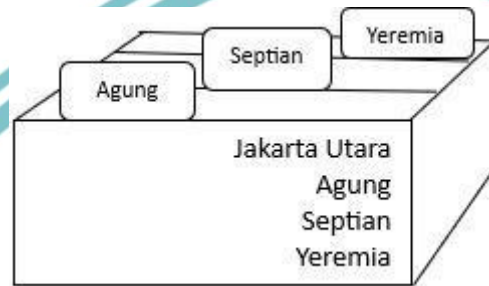 Yeremia
Septian
Agung
Jakarta Utara
Agung
Septian
Yeremia